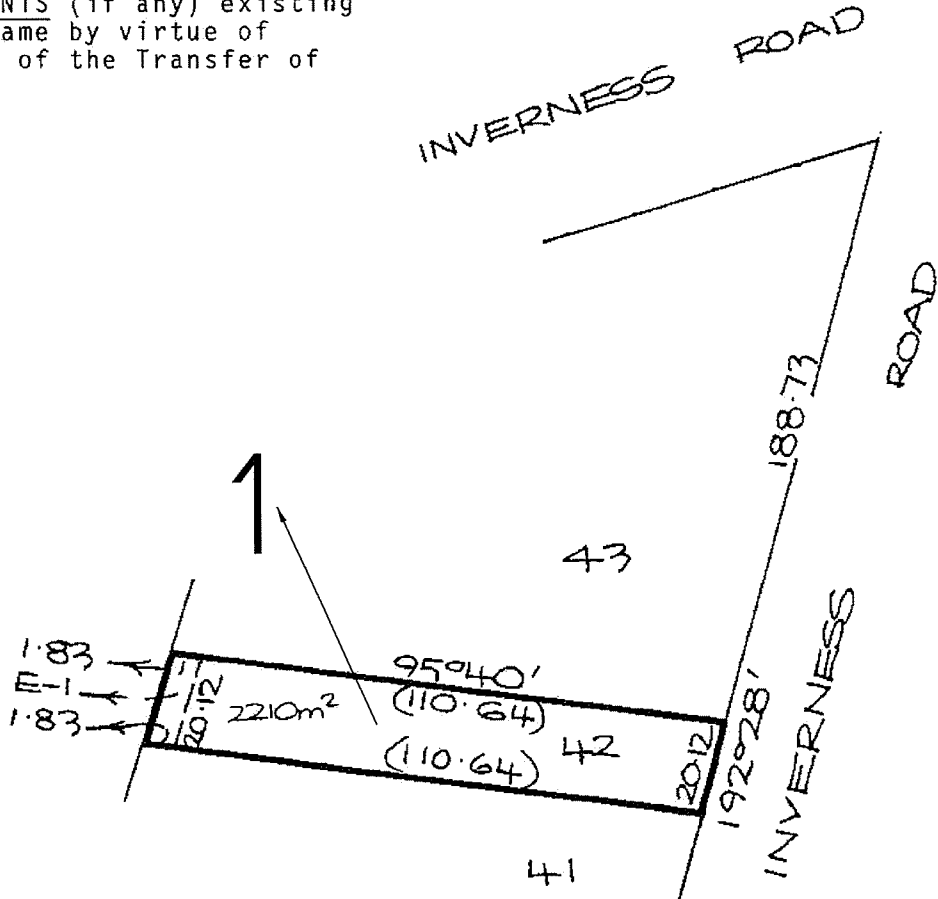 NTS (if any) existing
ame by virtue of
of the Transfer of
INVERNESS ROAD
ROAD
188.73
1
43
1.83
E-1
1.83
20.12
2210m²
95°40'
(110.64)
(110.64)
42
20.12
192°28'
INVERNESS
41